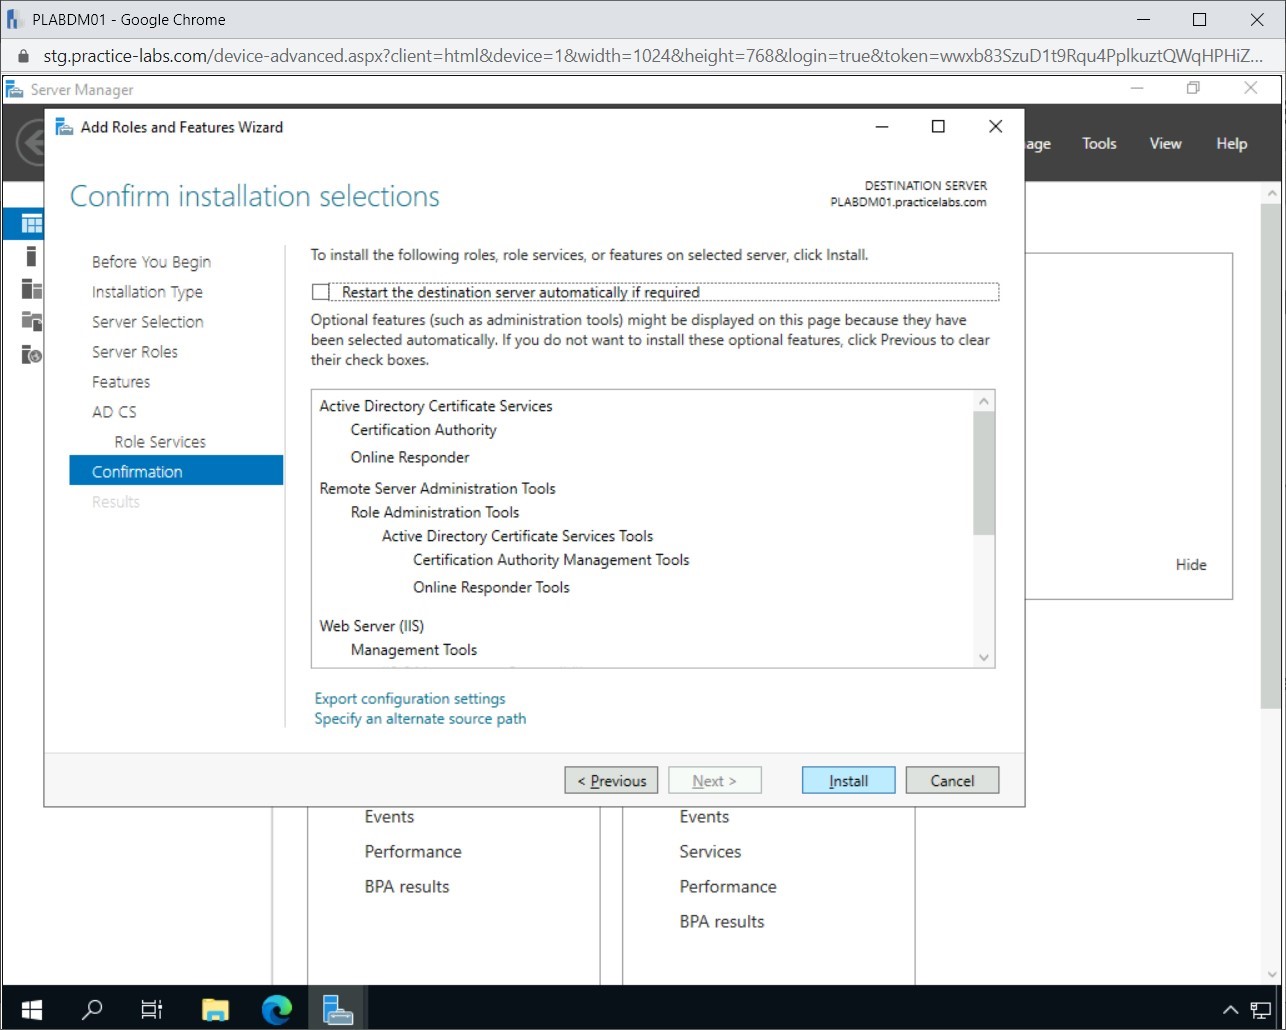 PLABDM01 - Google Chrome
stg.practice-labs.com/device-advanced.aspx?client=html&device=1&width=1024&height=768&login=true&token=wwxb83SzuD1t9Rqu4PplkuztQWqHPHiZ...
Server Manager
Add Roles and Features Wizard
age Tools View Help
Confirm installation selections
DESTINATION SERVER
PLABDM01.practicelabs.com
Before You Begin
Installation Type
Server Selection
Server Roles
Features
AD CS
Role Services
Confirmation
Results
To install the following roles, role services, or features on selected server, click Install.
Restart the destination server automatically if required
Optional features (such as administration tools) might be displayed on this page because they have
been selected automatically. If you do not want to install these optional features, click Previous to clear
their check boxes.
Active Directory Certificate Services
Certification Authority
Online Responder
Remote Server Administration Tools
Role Administration Tools
Active Directory Certificate Services Tools
Certification Authority Management Tools
Online Responder Tools
Web Server (IIS)
Management Tools
Export configuration settings
Specify an alternate source path
Hide
< Previous
Next >
Install
Cancel
Events
Performance
BPA results
Events
Services
Performance
BPA results